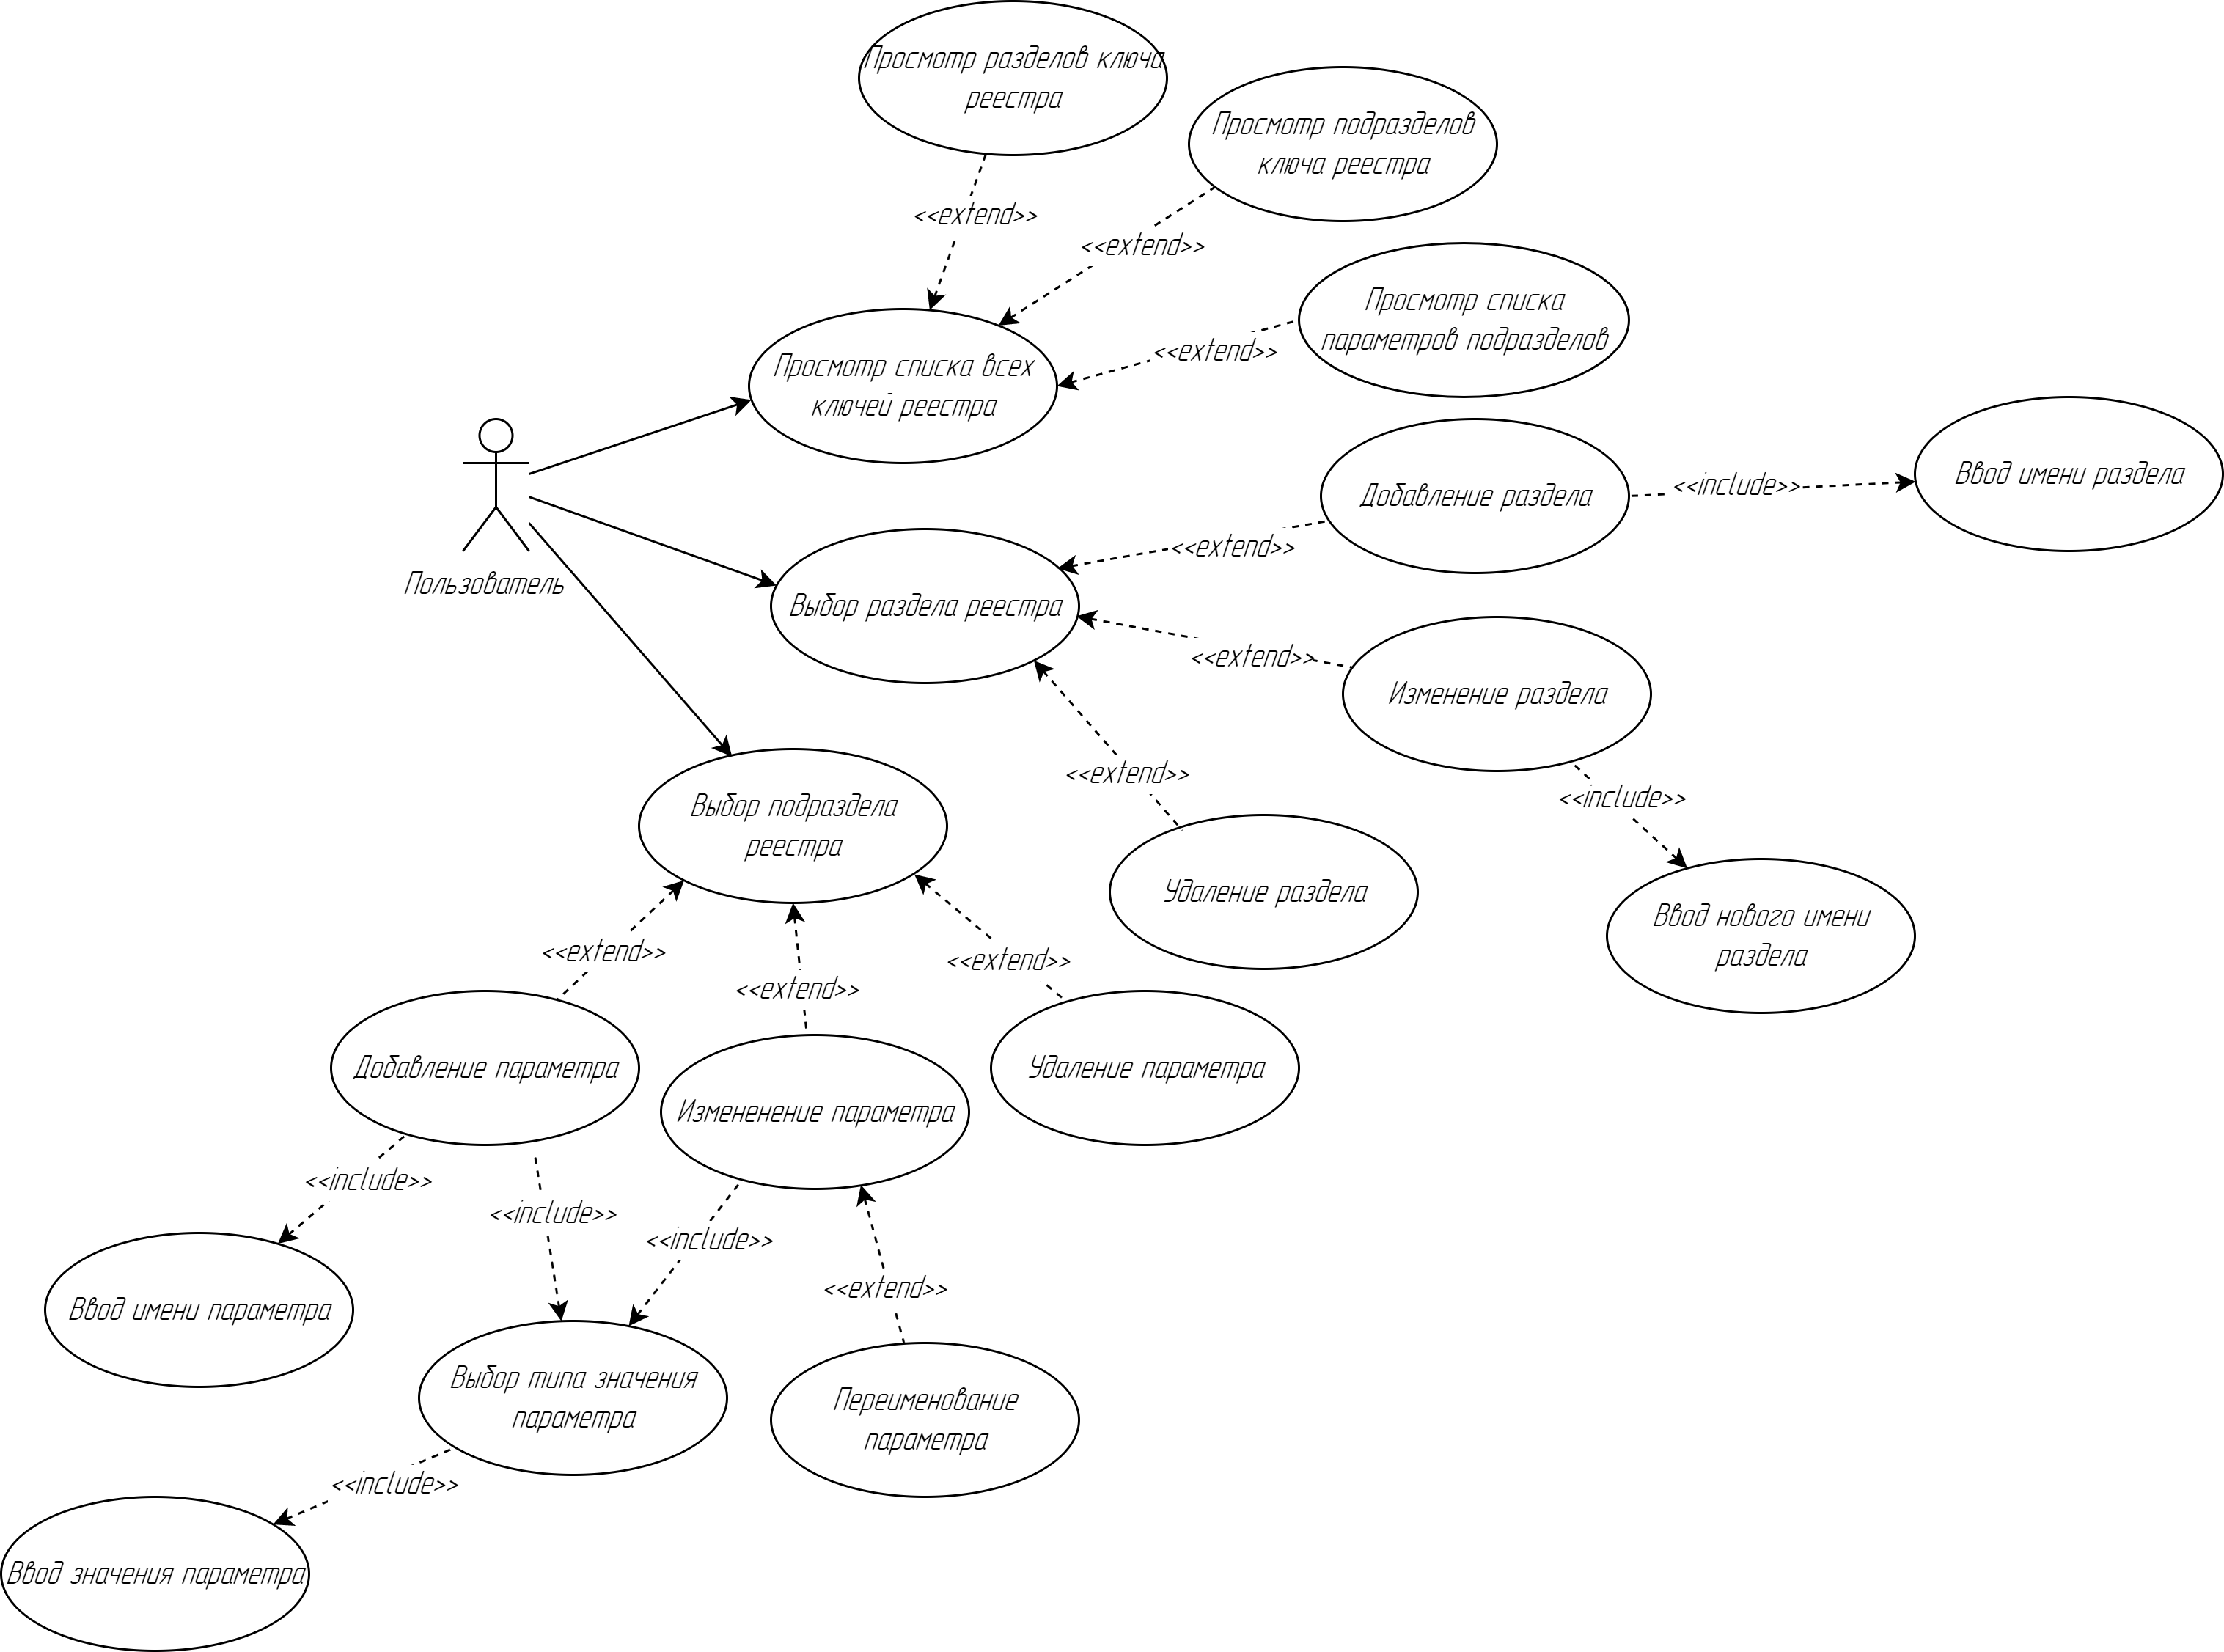 Просмотр разделов ключа
реестра
Просмотр подразделов
ключа реестра
<<extend>>
<<extend>>
Просмотр списка
параметров подразделов
<<extend>>
Просмотр списка всех
ключей реестра
Пользователь
Добавление раздела
<<include>>
Ввод имени раздела
<<extend>>
Выбор раздела реестра
<<extend>>
Изменение раздела
<<extend>>
<<include>>
Выбор подраздела
реестра
Удаление раздела
Ввод нового имени
раздела
<<extend>>
<<extend>>
<<extend>>
Добавление параметра
Измененение параметра
Удаление параметра
<<include>>
<<include>>
<<include>>
<<extend>>
Ввод имени параметра
Выбор типа значения
параметра
Переименование
параметра
<<include>>
Ввод значения параметра